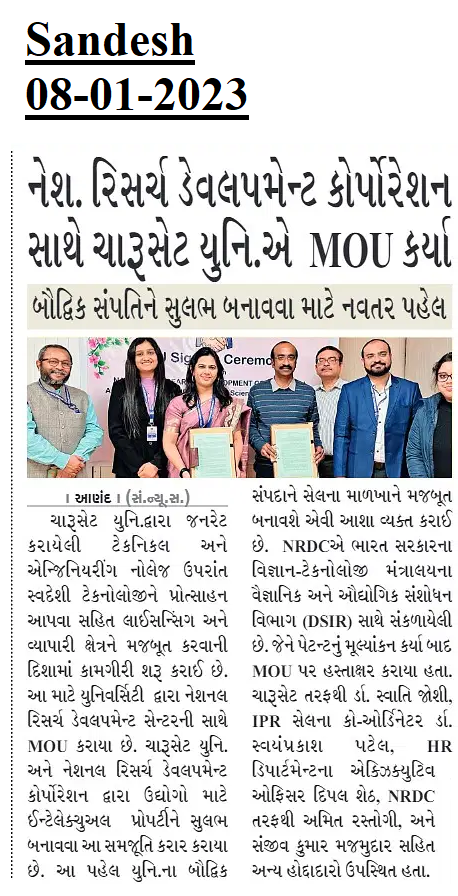 Sandesh
08-01-2023
નેશ. રિસર્ચ ડેવલપમેન્ટ કોર્પોરેશન
સાથે ચારૂસેટ યુનિ.એ MOU કર્યા
બૌદ્વિક સંપતિને સુલભ બનાવવા માટે નવતર પહેલ
Ceremo
। આણંદ । (સં.ન્યૂ.સ.)
ચારૂસેટ યુનિ.દ્વારા જનરેટ
કરાયેલી ટેકનિકલ અને
એન્જિનિયરીંગ નોલેજ ઉપરાંત
સ્વદેશી ટેકનોલૉજીને પ્રોત્સાહન
આપવા સહિત લાઈસન્સિંગ અને
વ્યાપારી ક્ષેત્રને મજબૂત કરવાની
દિશામાં કામગીરી શરૂ કરાઈ છે.
આ માટે યુનિવર્સિટી દ્વારા નેશનલ
રિસર્ચ ડેવલપમેન્ટ સેન્ટરની સાથે
MOU કરાયા છે. ચારૂસેટ યુનિ.
અને નેશનલ રિસર્ચ ડેવલપમેન્ટ
કોર્પોરેશન દ્વારા ઉદ્યોગો માટે
ઈન્ટેલેક્ચુઅલ પ્રોપર્ટીને સુલભ
બનાવવા આ સમજૂતિ કરાર કરાયા
છે. આ પહેલ યુનિ.ના બૌદ્વિક
સંપદાને સેલના માળખાને મજબૂત
બનાવશે એવી આશા વ્યક્ત કરાઈ
છે. NRDCએ ભારત સરકારના
વિજ્ઞાન-ટેકનોલૉજી મંત્રાલયના
વૈજ્ઞાનિક અને ઔદ્યોગિક સંશોધન
વિભાગ (DSIR) સાથે સંકળાયેલી
છે. જેને પેટન્ટનું મૂલ્યાંકન કર્યા બાદ
MOU પર હસ્તાક્ષર કરાયા હતા.
ચારૂસેટ તરફથી ડૉ. સ્વાતિ જોશી,
IPR સેલના કો-ઓર્ડિનેટર ડૉ.
સ્વયંપ્રકાશ પટેલ, HR
ડિપાર્ટમેન્ટના એક્ઝિક્યુટિવ
ઓફિસર દિપલ શેઠ, NRDC
તરફથી અમિત રસ્તોગી, અને
સંજીવ કુમાર મજમુદાર સહિત
અન્ય હોદ્દાદારો ઉપસ્થિત હતા.